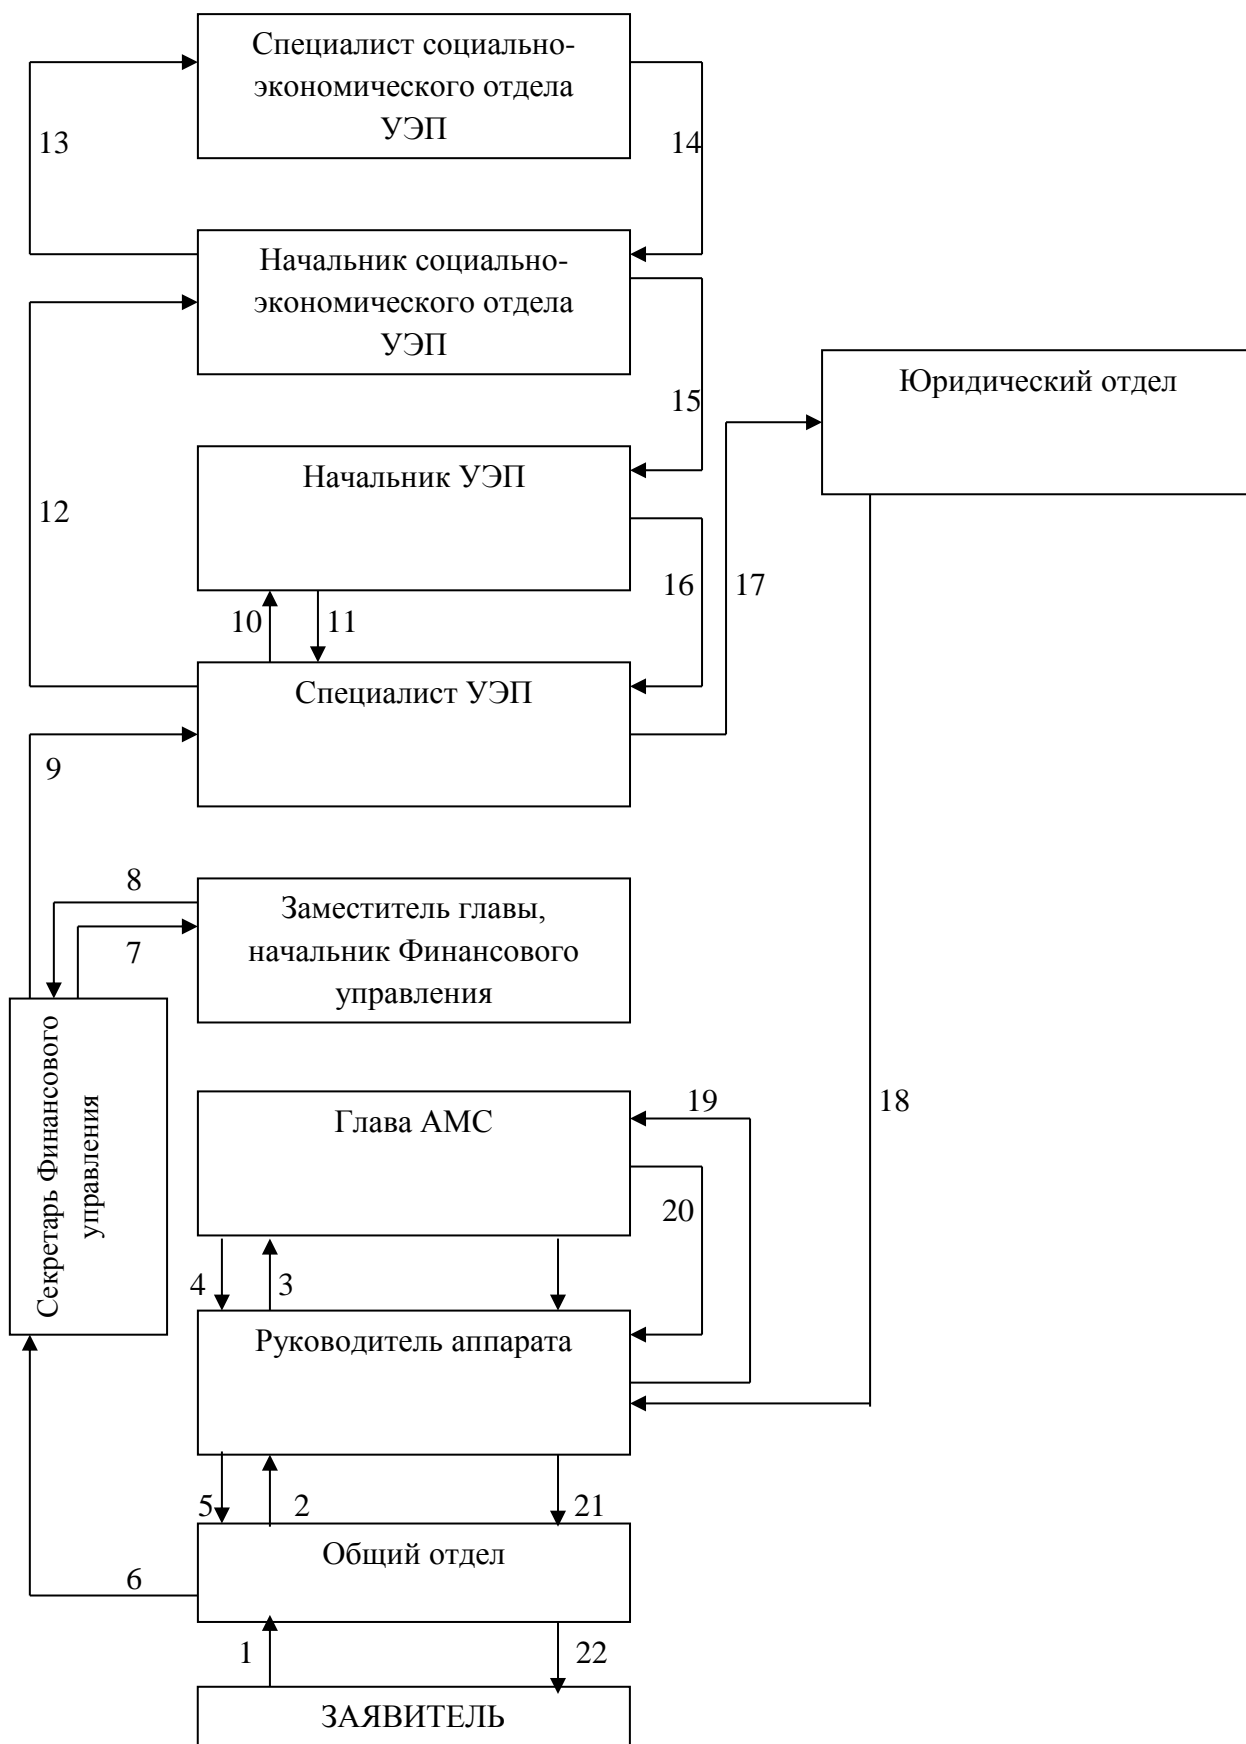 Специалист социально-
экономического отдела
УЭП
13
14
Начальник социально-
экономического отдела
УЭП
Юридический отдел
15
Начальник УЭП
12
16
17
10
11
Специалист УЭП
9
8
Заместитель главы,
начальник Финансового
управления
7
Секретарь Финансового
управления
Глава АМС
19
18
20
4
3
Руководитель аппарата
5
2
21
Общий отдел
6
1
22
ЗАЯВИТЕЛЬ